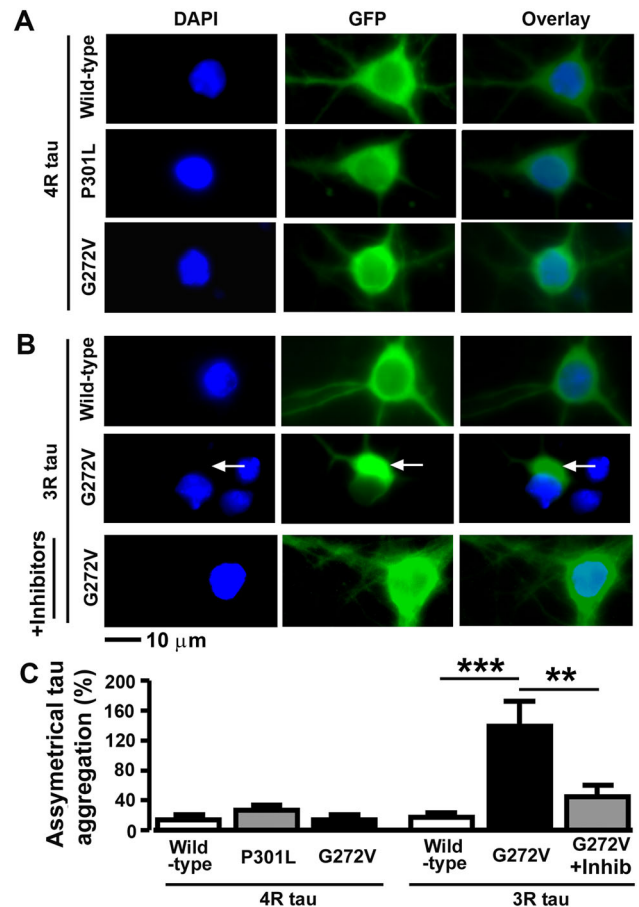 A
DAPI GFP Overlay
4R tau
Wild-type
P301L
G272V
B
3R tau
Wild-type
G272V
+Inhibitors
G272V
10 μm
C
Assymetrical tau
aggregation (%)
200
160
120
80
40
0
*** **
Wild
-type
P301L
G272V
Wild
-type
G272V
G272V
+Inhib
4R tau
3R tau